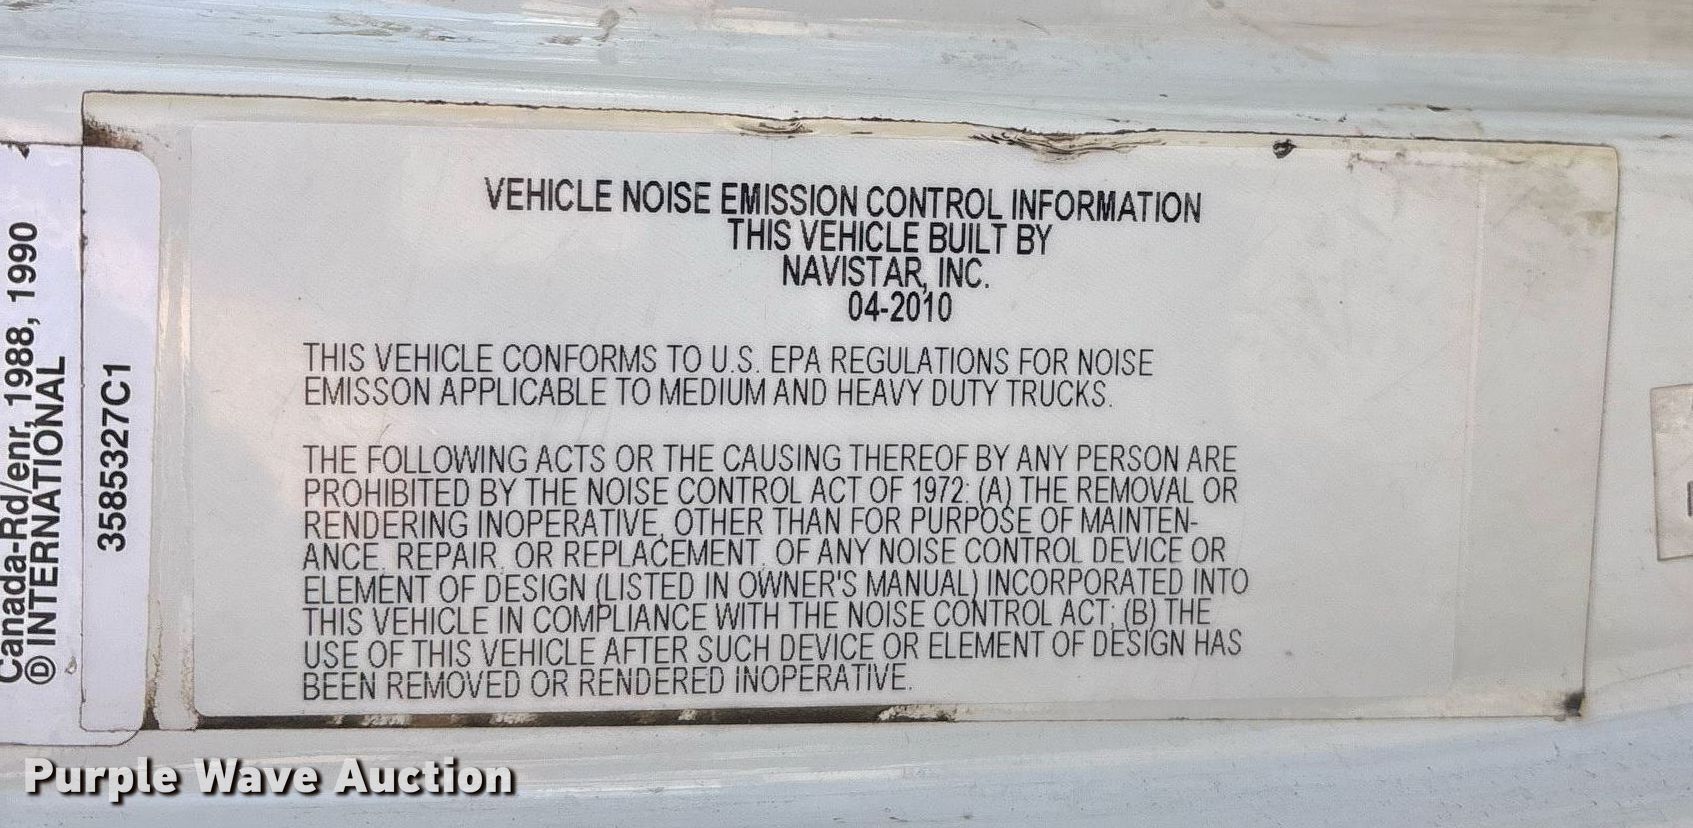 Canada-Rd/enr, 1988, 1990
Ⓓ INTERNATIONAL
3585327C1
VEHICLE NOISE EMISSION CONTROL INFORMATION
THIS VEHICLE BUILT BY
NAVISTAR, INC.
04-2010
THIS VEHICLE CONFORMS TO U.S. EPA REGULATIONS FOR NOISE
EMISSON APPLICABLE TO MEDIUM AND HEAVY DUTY TRUCKS.
THE FOLLOWING ACTS OR THE CAUSING THEREOF BY ANY PERSON ARE
PROHIBITED BY THE NOISE CONTROL ACT OF 1972: (A) THE REMOVAL OR
RENDERING INOPERATIVE, OTHER THAN FOR PURPOSE OF MAINTEN-
ANCE, REPAIR, OR REPLACEMENT, OF ANY NOISE CONTROL DEVICE OR
ELEMENT OF DESIGN (LISTED IN OWNER'S MANUAL) INCORPORATED INTO
THIS VEHICLE IN COMPLIANCE WITH THE NOISE CONTROL ACT; (B) THE
USE OF THIS VEHICLE AFTER SUCH DEVICE OR ELEMENT OF DESIGN HAS
BEEN REMOVED OR RENDERED INOPERATIVE.
Purple Wave Auction